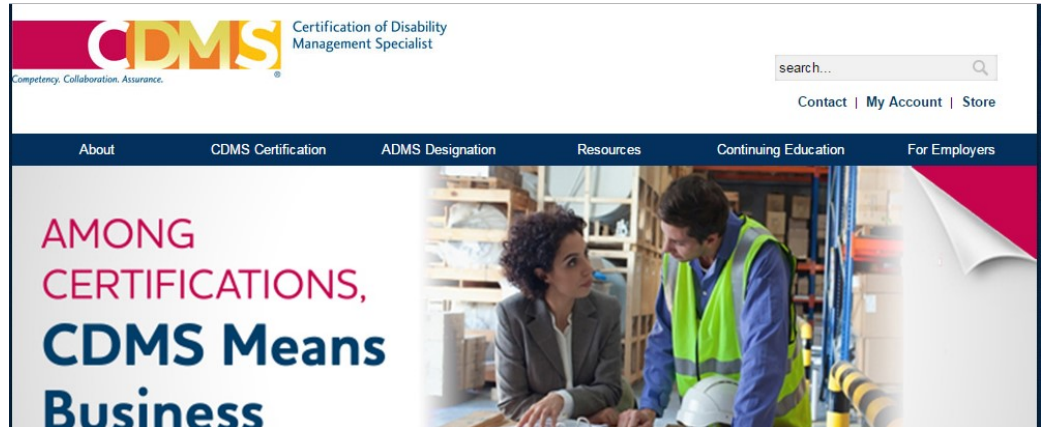 CDMS
Certification of Disability
Management Specialist
®
Competency. Collaboration. Assurance.
search...
Contact | My Account | Store
About CDMS Certification ADMS Designation Resources Continuing Education For Employers
AMONG
CERTIFICATIONS,
CDMS Means
Business